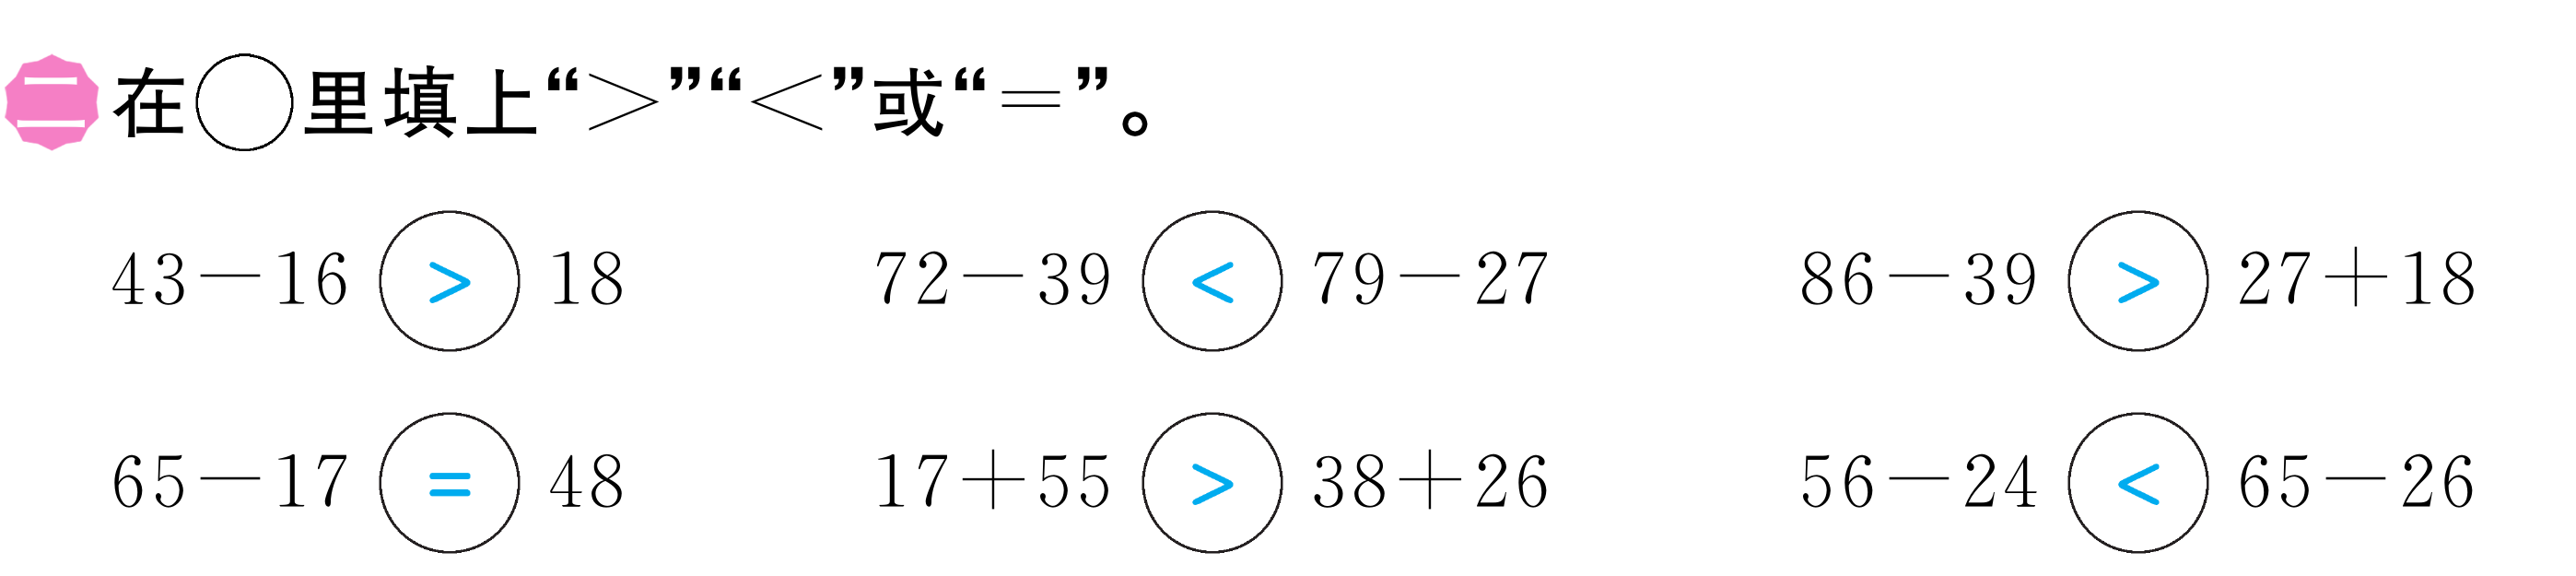 二 在○里填上“>”“<”或“=”。
43－16 > 18 72－39 < 79－27 86－39 > 27＋18
65－17 = 48 17＋55 > 38＋26 56－24 < 65－26